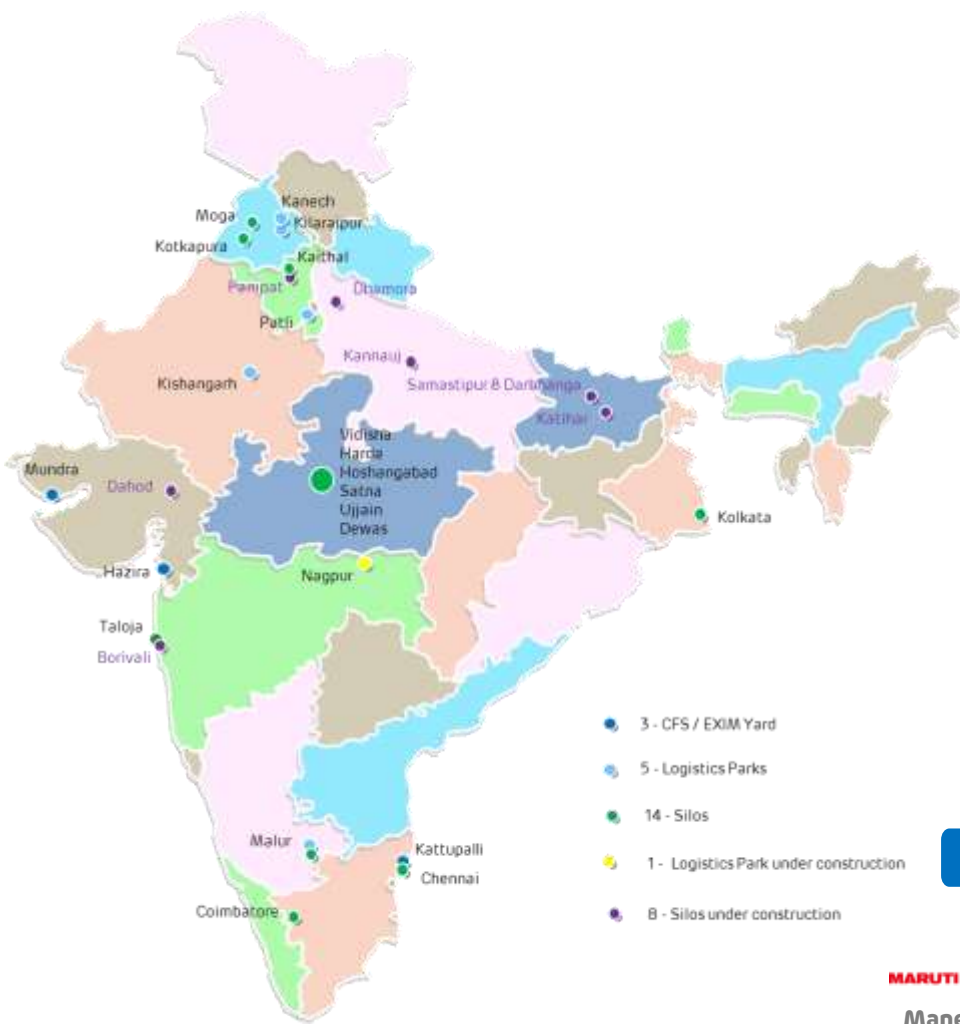 Kanech
Moga
Kilaraipur
Kotkapura
Kaithal
Panipat
Dhamora
Patli
Kannauj
Kishangarh
Samastipur & Darbhanga
Katihar
Vidisha
Harda
Hoshangabad
Satna
Ujjain
Dewas
Mundra
Dahod
Kolkata
Hazira
Nagpur
Taloja
Borivali
3 - CFS / EXIM Yard
5 - Logistics Parks
14 - Silos
1 - Logistics Park under construction
8 - Silos under construction
Malur
Kattupalli
Chennai
Coimbatore
MARUTI